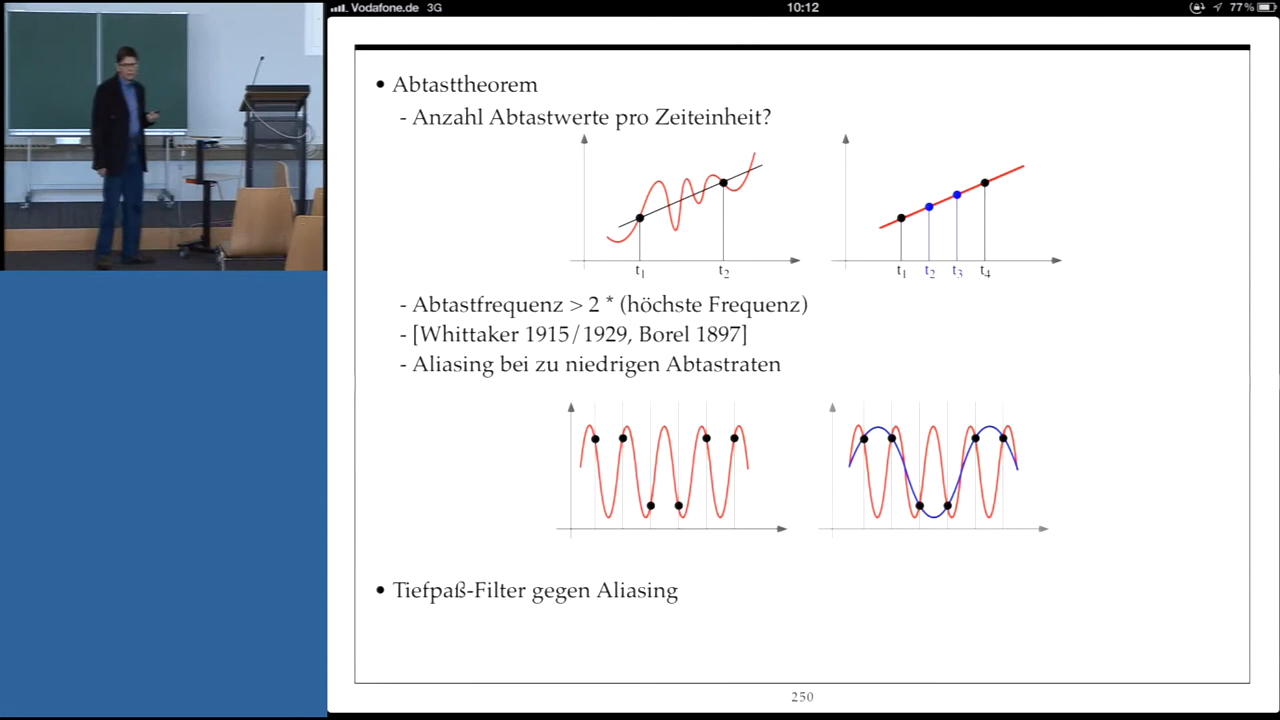 Vodafone.de 3G
10:12
77%
• Abtasttheorem
- Anzahl Abtastwerte pro Zeiteinheit?
t1 t2
t1 t2 t3 t4
- Abtastfrequenz > 2 * (höchste Frequenz)
- [Whittaker 1915/1929, Borel 1897]
- Aliasing bei zu niedrigen Abtastraten
• Tiefpaß-Filter gegen Aliasing
250